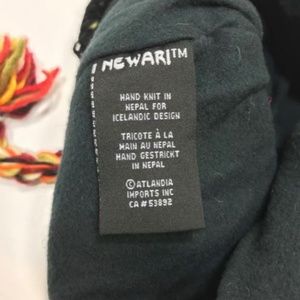 NEWARI™
HAND KNIT IN
NEPAL FOR
ICELANDIC DESIGN
TRICOTÉ À LA
MAIN AU NÉPAL
HAND GESTRICKT
IN NEPAL
©ATLANDIA
IMPORTS INC
CA#53892